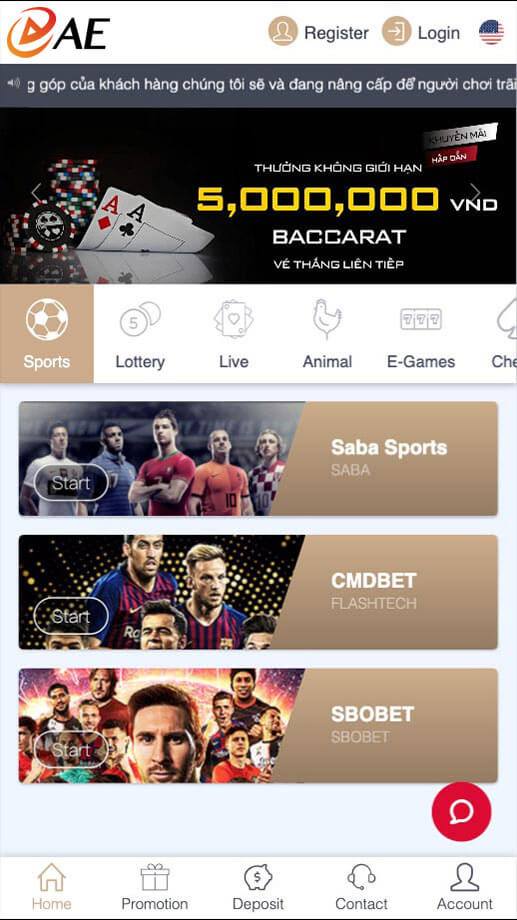 AE
Register
Login
g góp của khách hàng chúng tôi sẽ và đang nâng cấp để người chơi trãi
KHUYẾN MÃI
HẤP DẪN
THƯỞNG KHÔNG GIỚI HẠN
5,000,000 VND
BACCARAT
VÉ THẮNG LIÊN TIẾP
Sports
Lottery
Live
Animal
E-Games
Che
Saba Sports
SABA
Start
CMDBET
FLASHTECH
Start
SBOBET
SBOBET
Start
Home
Promotion
Deposit
Contact
Account